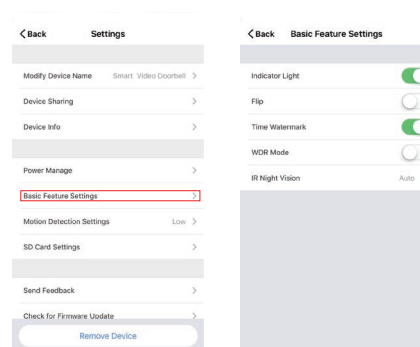 Back Settings
Modify Device Name Smart Video Doorbell
Device Sharing
Device Info
Power Manage
Basic Feature Settings
Motion Detection Settings Low
SD Card Settings
Send Feedback
Check for Firmware Update
Remove Device
Back Basic Feature Settings
Indicator Light
Flip
Time Watermark
WDR Mode
IR Night Vision Auto